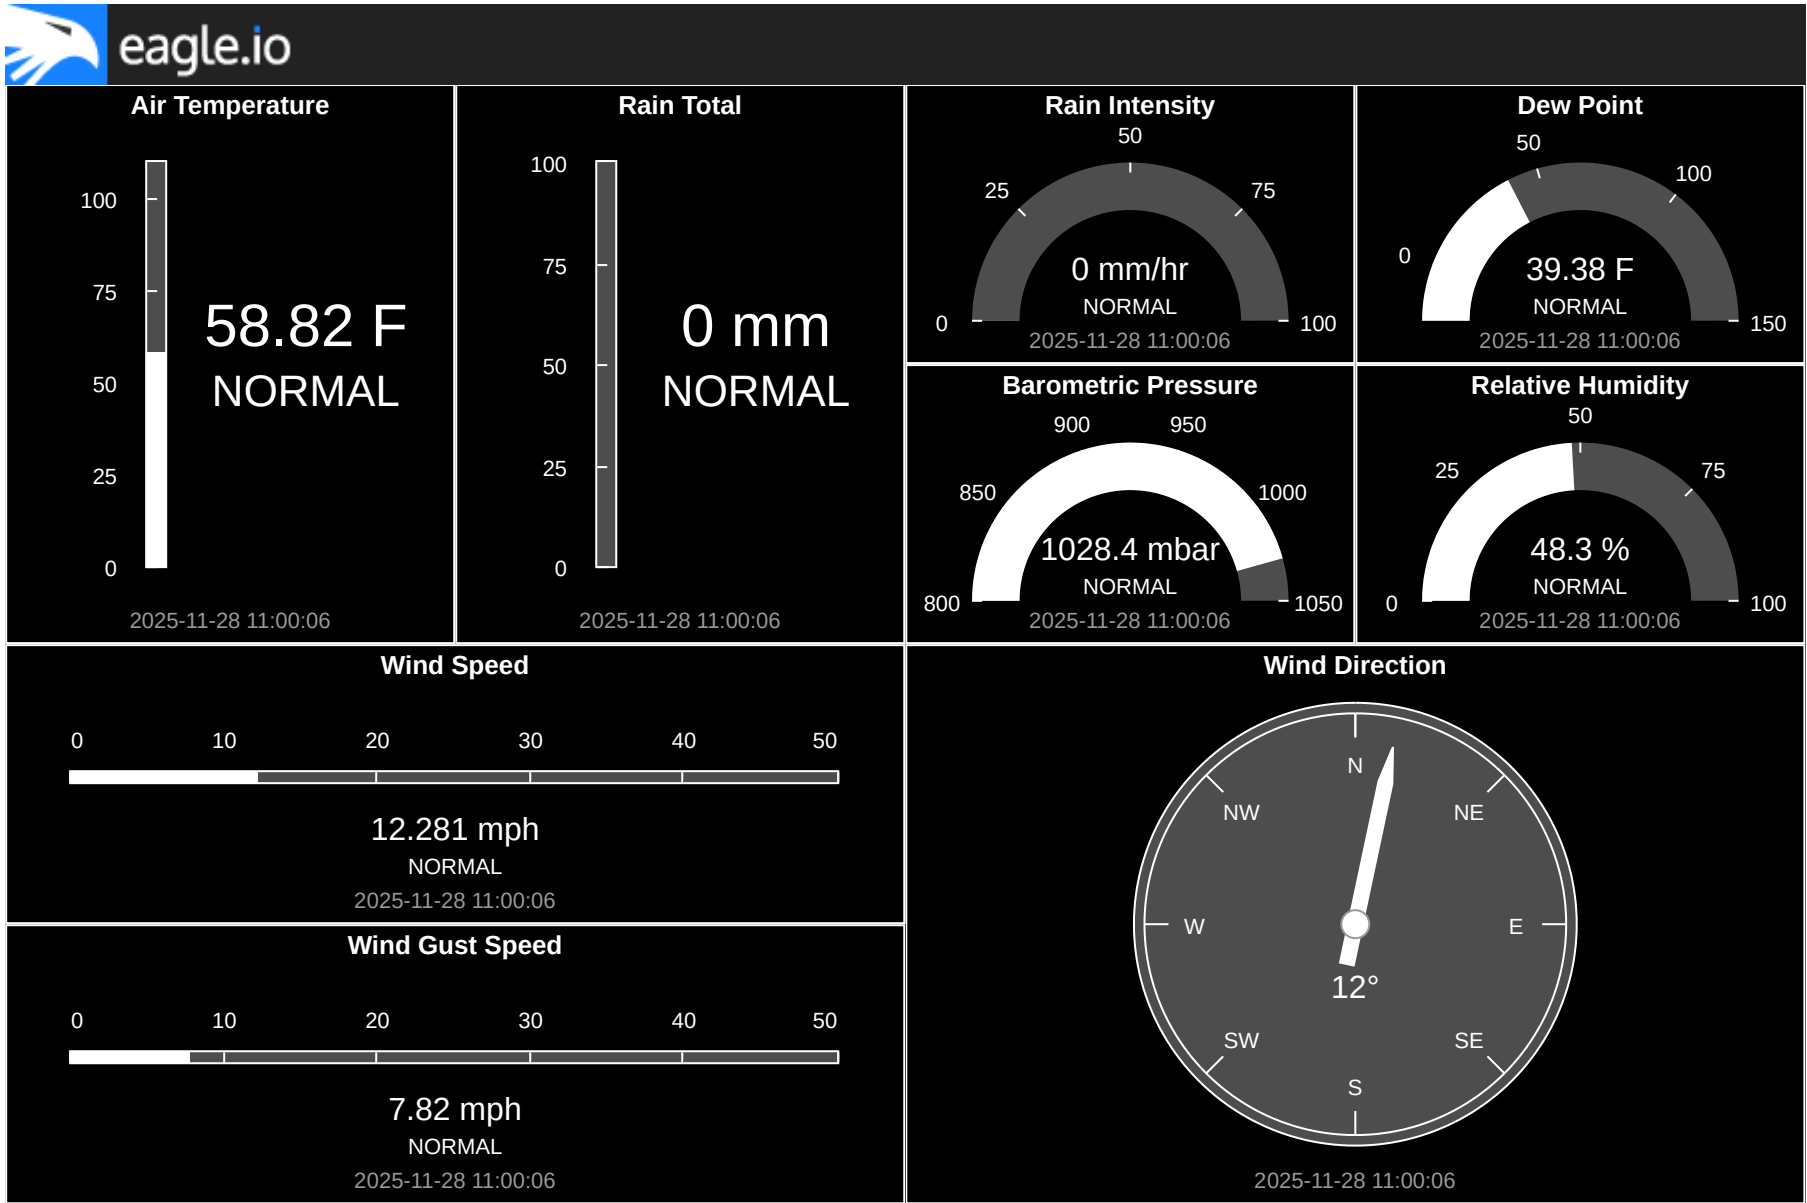 eagle.io
Air Temperature
100
75
50
25
0
58.82 F
NORMAL
2025-11-28 11:00:06
Rain Total
100
75
50
25
0
0 mm
NORMAL
2025-11-28 11:00:06
Rain Intensity
50
25
75
0
100
0 mm/hr
NORMAL
2025-11-28 11:00:06
Dew Point
50
100
0
150
39.38 F
NORMAL
2025-11-28 11:00:06
Barometric Pressure
900
950
850
1000
800
1050
1028.4 mbar
NORMAL
2025-11-28 11:00:06
Relative Humidity
50
25
75
0
100
48.3 %
NORMAL
2025-11-28 11:00:06
Wind Speed
0 10 20 30 40 50
12.281 mph
NORMAL
2025-11-28 11:00:06
Wind Gust Speed
0 10 20 30 40 50
7.82 mph
NORMAL
2025-11-28 11:00:06
Wind Direction
N
NW
NE
W
E
12°
SW
SE
S
2025-11-28 11:00:06